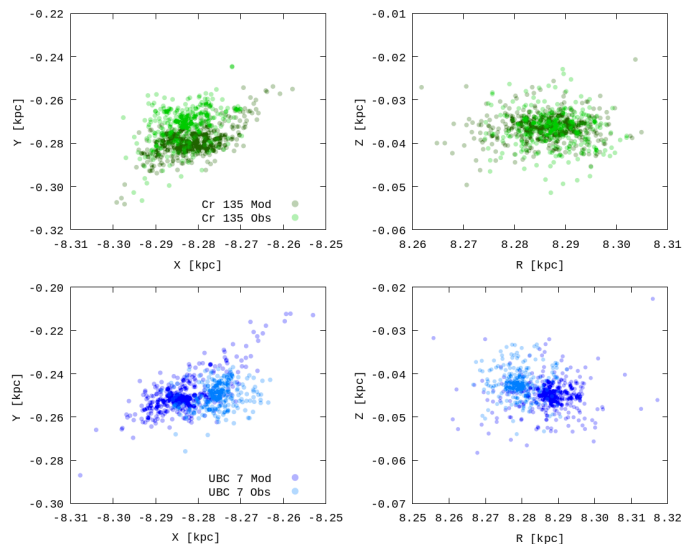 -0.22
-0.24
-0.26
-0.28
-0.30
-0.32
Y [kpc]
Cr 135 Mod
Cr 135 Obs
-8.31 -8.30 -8.29 -8.28 -8.27 -8.26 -8.25
X [kpc]
-0.01
-0.02
-0.03
-0.04
-0.05
-0.06
Z [kpc]
8.26 8.27 8.28 8.29 8.30 8.31
R [kpc]
-0.20
-0.22
-0.24
-0.26
-0.28
-0.30
Y [kpc]
UBC 7 Mod
UBC 7 Obs
-8.31 -8.30 -8.29 -8.28 -8.27 -8.26 -8.25
X [kpc]
-0.02
-0.03
-0.04
-0.05
-0.06
-0.07
Z [kpc]
8.25 8.26 8.27 8.28 8.29 8.30 8.31 8.32
R [kpc]